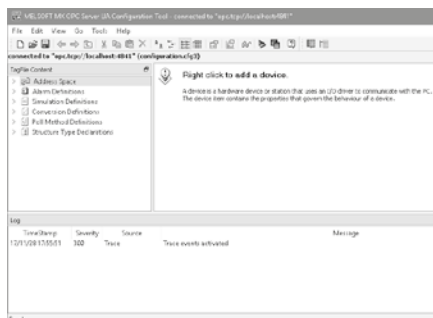 MELSOFT MX OPC Server UA Configuration Tool - connected to "opc.tcp://localhost:4841"
File Edit View Go Tools Help
connected to "opc.tcp://localhost:4841" (configuration.cfg3)
TagFile Content
Address Space
Alarm Definitions
Simulation Definitions
Conversion Definitions
Poll Method Definitions
Structure Type Declarations
Right click to add a device.
A device is a hardware device or station that uses an I/O driver to communicate with the PC.
The device item contains the properties that govern the behaviour of a device.
Log
TimeStamp Severity Source Message
300 Trace Trace events activated